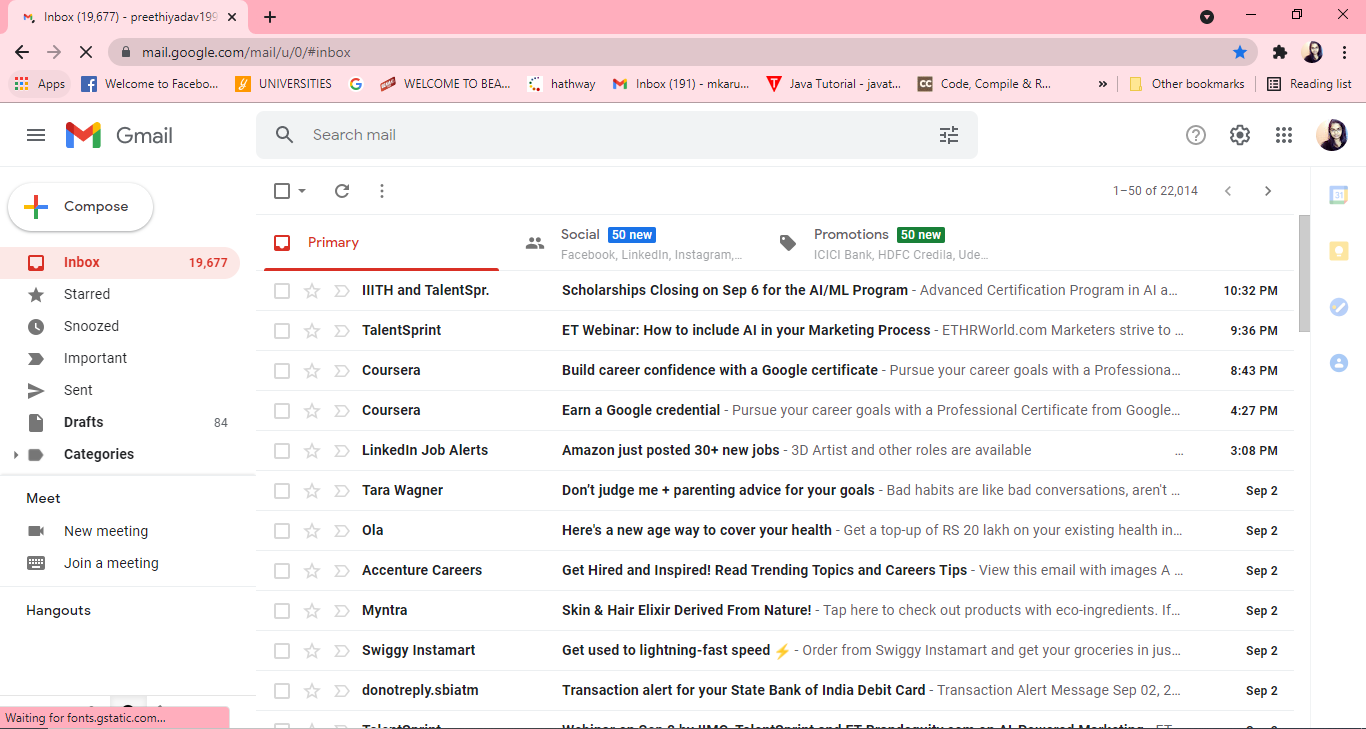 Inbox (19,677) - preethiyadav199
mail.google.com/mail/u/0/#inbox
Apps Welcome to Facebo... UNIVERSITIES WELCOME TO BEA... hathway Inbox (191) - mkaru... Java Tutorial - javat... Code, Compile & R... » Other bookmarks Reading list
Gmail Search mail
Compose
1–50 of 22,014
Primary
Social 50 new
Facebook, LinkedIn, Instagram,...
Promotions 50 new
ICICI Bank, HDFC Credila, Ude...
Inbox 19,677
Starred
Snoozed
Important
Sent
Drafts 84
Categories
Meet
New meeting
Join a meeting
Hangouts
IIITH and TalentSpr. Scholarships Closing on Sep 6 for the AI/ML Program - Advanced Certification Program in AI a... 10:32 PM
TalentSprint ET Webinar: How to include AI in your Marketing Process - ETHRWorld.com Marketers strive to ... 9:36 PM
Coursera Build career confidence with a Google certificate - Pursue your career goals with a Professiona... 8:43 PM
Coursera Earn a Google credential - Pursue your career goals with a Professional Certificate from Google... 4:27 PM
LinkedIn Job Alerts Amazon just posted 30+ new jobs - 3D Artist and other roles are available ... 3:08 PM
Tara Wagner Don't judge me + parenting advice for your goals - Bad habits are like bad conversations, aren't ... Sep 2
Ola Here's a new age way to cover your health - Get a top-up of RS 20 lakh on your existing health in... Sep 2
Accenture Careers Get Hired and Inspired! Read Trending Topics and Careers Tips - View this email with images A ... Sep 2
Myntra Skin & Hair Elixir Derived From Nature! - Tap here to check out products with eco-ingredients. If... Sep 2
Swiggy Instamart Get used to lightning-fast speed ⚡ - Order from Swiggy Instamart and get your groceries in jus... Sep 2
donotreply.sbiatm Transaction alert for your State Bank of India Debit Card - Transaction Alert Message Sep 02, 2... Sep 2
TalentSprint
Waiting for fonts.gstatic.com...